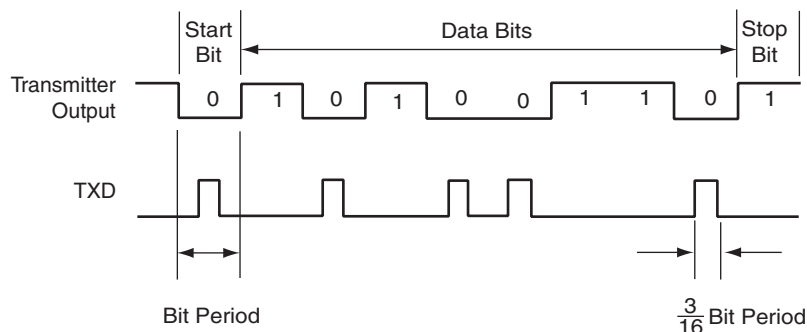 Start
Bit
Data Bits
Stop
Bit
Transmitter
Output
0 1 0 1 0 0 1 1 0 1
TXD
Bit Period
3/16 Bit Period